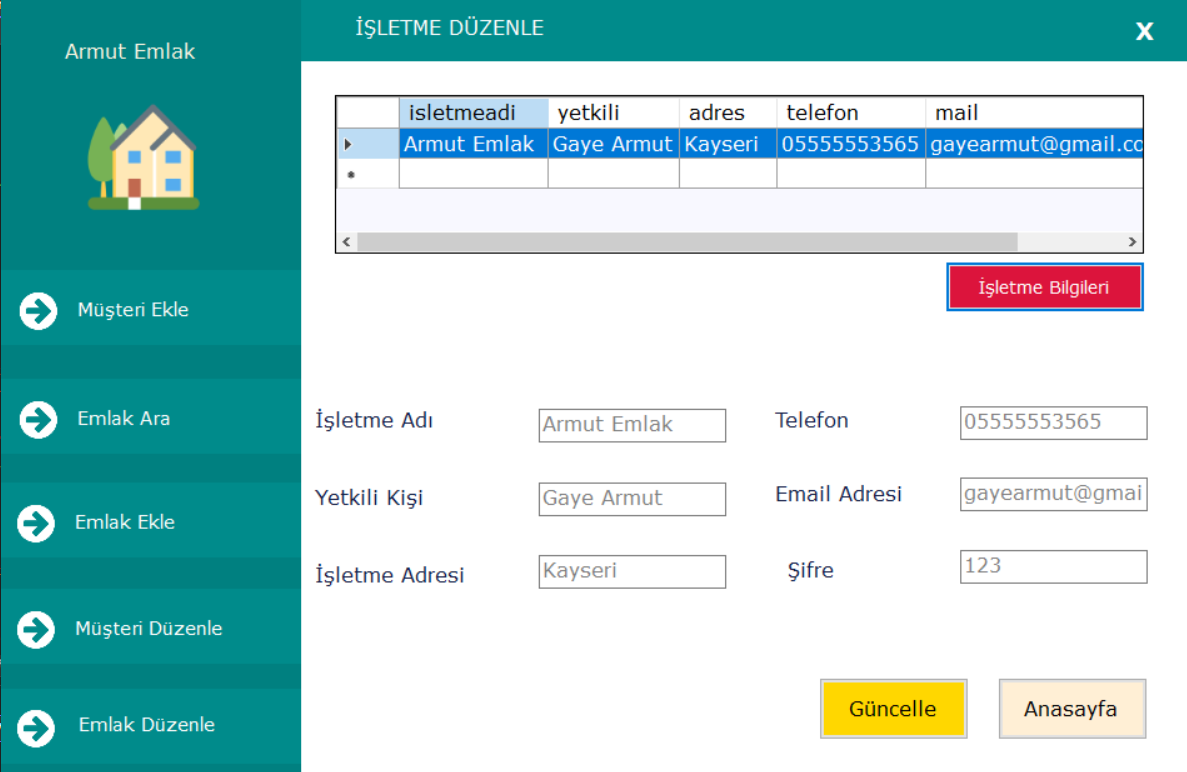 Armut Emlak
Müşteri Ekle
Emlak Ara
Emlak Ekle
Müşteri Düzenle
Emlak Düzenle
İŞLETME DÜZENLE
X
isletmeadi yetkili adres telefon mail
Armut Emlak Gaye Armut Kayseri 05555553565 gayearmut@gmail.co
İşletme Bilgileri
İşletme Adı Armut Emlak Telefon 05555553565
Yetkili Kişi Gaye Armut Email Adresi gayearmut@gmai
İşletme Adresi Kayseri Şifre 123
Güncelle Anasayfa